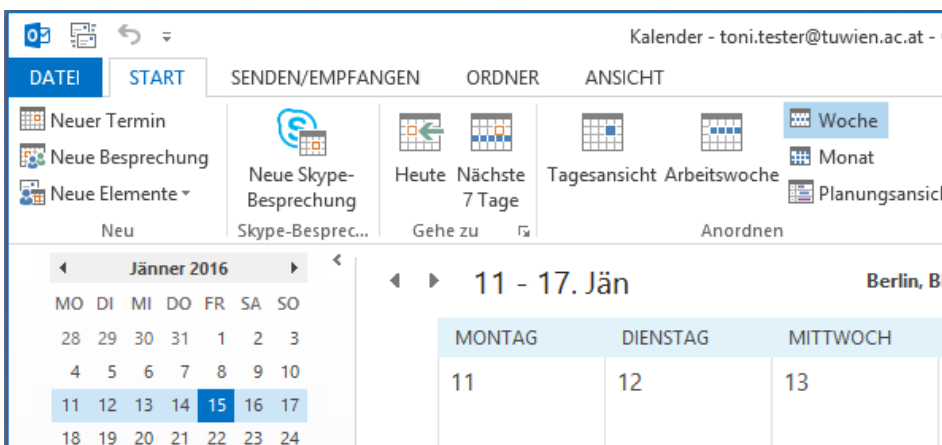 Kalender - toni.tester@tuwien.ac.at -
DATEI START SENDEN/EMPFANGEN ORDNER ANSICHT
Neuer Termin
Neue Besprechung
Neue Elemente
Neu
Neue Skype-
Besprechung
Skype-Besprec...
Heute
Nächste
7 Tage
Gehe zu
Tagesansicht
Arbeitswoche
Woche
Monat
Planungsansic
Anordnen
Jänner 2016
MO DI MI DO FR SA SO
28 29 30 31 1 2 3
4 5 6 7 8 9 10
11 12 13 14 15 16 17
18 19 20 21 22 23 24
11 - 17. Jän
Berlin, B
MONTAG DIENSTAG MITTWOCH
11 12 13